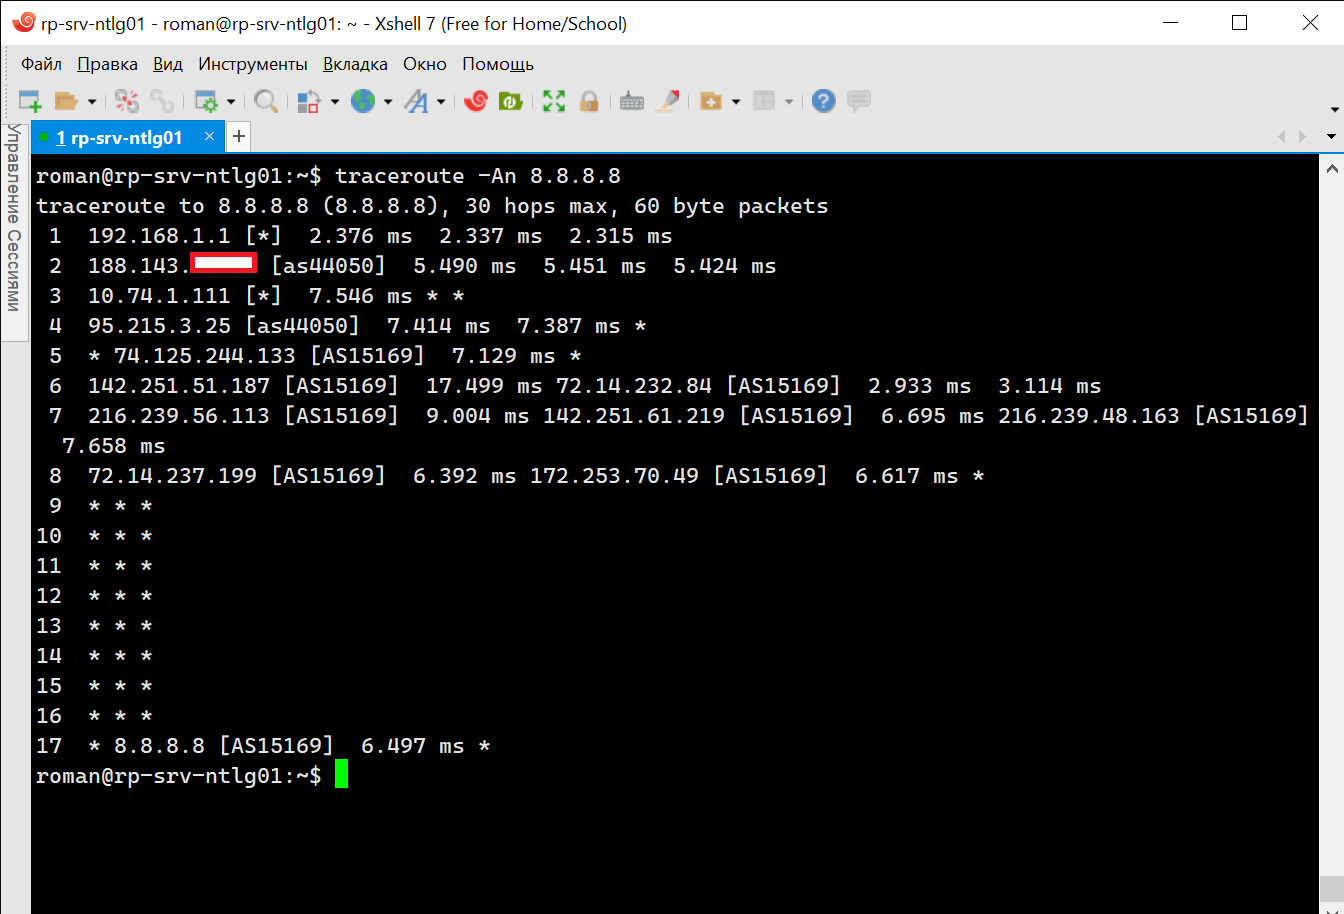 rp-srv-ntlg01 - roman@rp-srv-ntlg01: ~ - Xshell 7 (Free for Home/School)
Файл Правка Вид Инструменты Вкладка Окно Помощь
Управление Сессиями
1 rp-srv-ntlg01 × +
roman@rp-srv-ntlg01:~$ traceroute -An 8.8.8.8
traceroute to 8.8.8.8 (8.8.8.8), 30 hops max, 60 byte packets
 1  192.168.1.1 [*]  2.376 ms  2.337 ms  2.315 ms
 2  188.143. [as44050]  5.490 ms  5.451 ms  5.424 ms
 3  10.74.1.111 [*]  7.546 ms * *
 4  95.215.3.25 [as44050]  7.414 ms  7.387 ms *
 5  * 74.125.244.133 [AS15169]  7.129 ms *
 6  142.251.51.187 [AS15169]  17.499 ms 72.14.232.84 [AS15169]  2.933 ms  3.114 ms
 7  216.239.56.113 [AS15169]  9.004 ms 142.251.61.219 [AS15169]  6.695 ms 216.239.48.163 [AS15169]
  7.658 ms
 8  72.14.237.199 [AS15169]  6.392 ms 172.253.70.49 [AS15169]  6.617 ms *
 9  * * *
10  * * *
11  * * *
12  * * *
13  * * *
14  * * *
15  * * *
16  * * *
17  * 8.8.8.8 [AS15169]  6.497 ms *
roman@rp-srv-ntlg01:~$